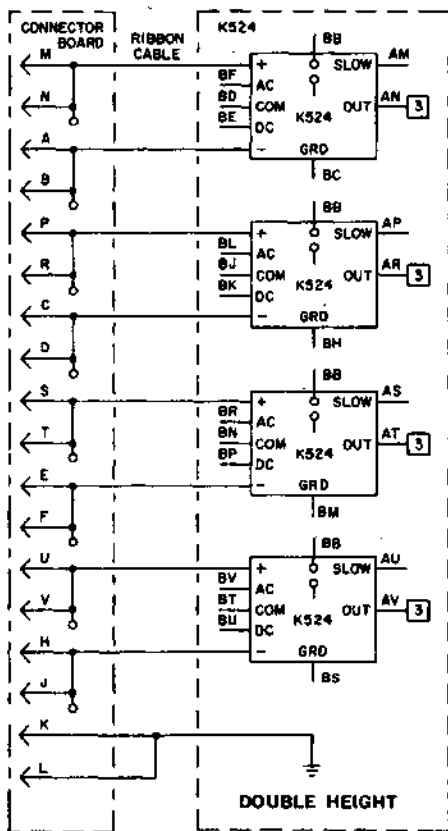 CONNECTOR BOARD
RIBBON CABLE
K524
M
N
A
B
BB
+
SLOW
AM
BF
AC
BD
COM
OUT
AN
3
BE
DC
K524
−
GRD
BC
P
R
C
D
BB
+
SLOW
AP
BL
AC
BJ
COM
OUT
AR
3
BK
DC
K524
−
GRD
BH
S
T
E
F
BB
+
SLOW
AS
BR
AC
BN
COM
OUT
AT
3
BP
DC
K524
−
GRD
BM
U
V
H
J
BB
+
SLOW
AU
BV
AC
BT
COM
OUT
AV
3
BU
DC
K524
−
GRD
BS
K
L
DOUBLE HEIGHT